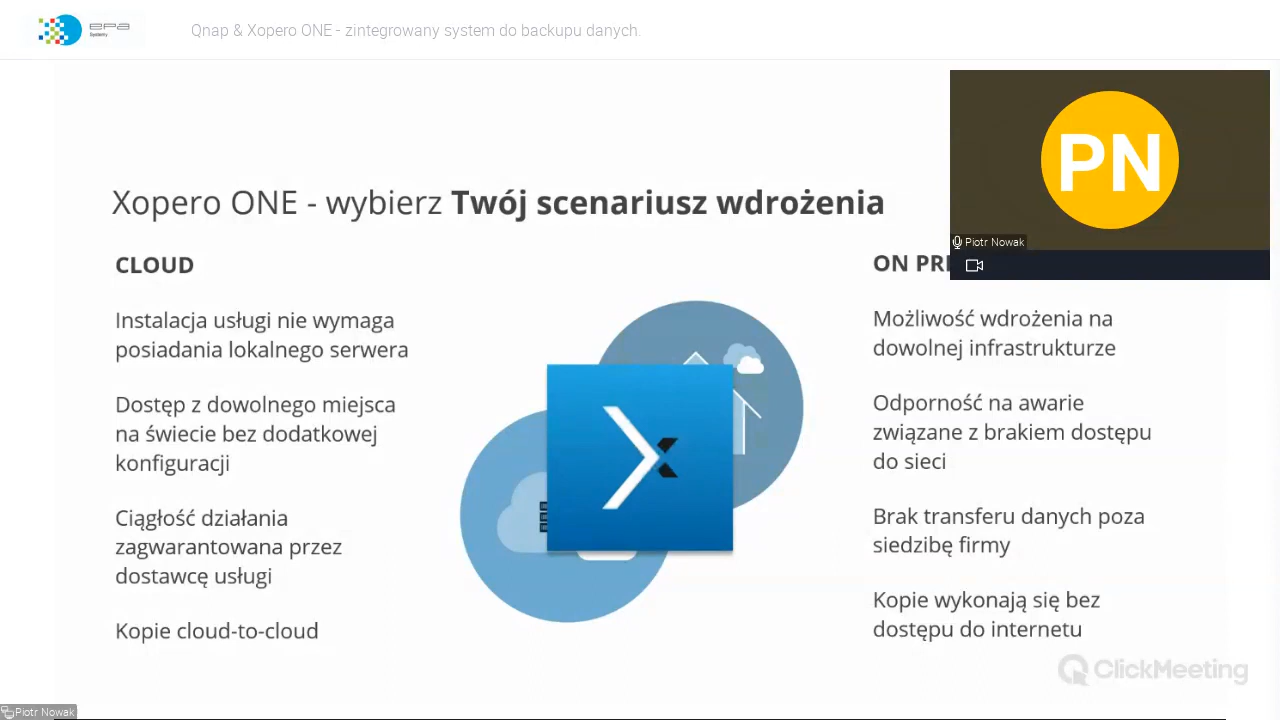 epa
Systemy
Qnap & Xopero ONE - zintegrowany system do backupu danych.
PN
Piotr Nowak
Xopero ONE - wybierz Twój scenariusz wdrożenia
CLOUD
Instalacja usługi nie wymaga
posiadania lokalnego serwera
Dostęp z dowolnego miejsca
na świecie bez dodatkowej
konfiguracji
Ciągłość działania
zagwarantowana przez
dostawcę usługi
Kopie cloud-to-cloud
ON
Możliwość wdrożenia na
dowolnej infrastrukturze
Odporność na awarie
związane z brakiem dostępu
do sieci
Brak transferu danych poza
siedzibę firmy
Kopie wykonają się bez
dostępu do internetu
ClickMeeting
Piotr Nowak